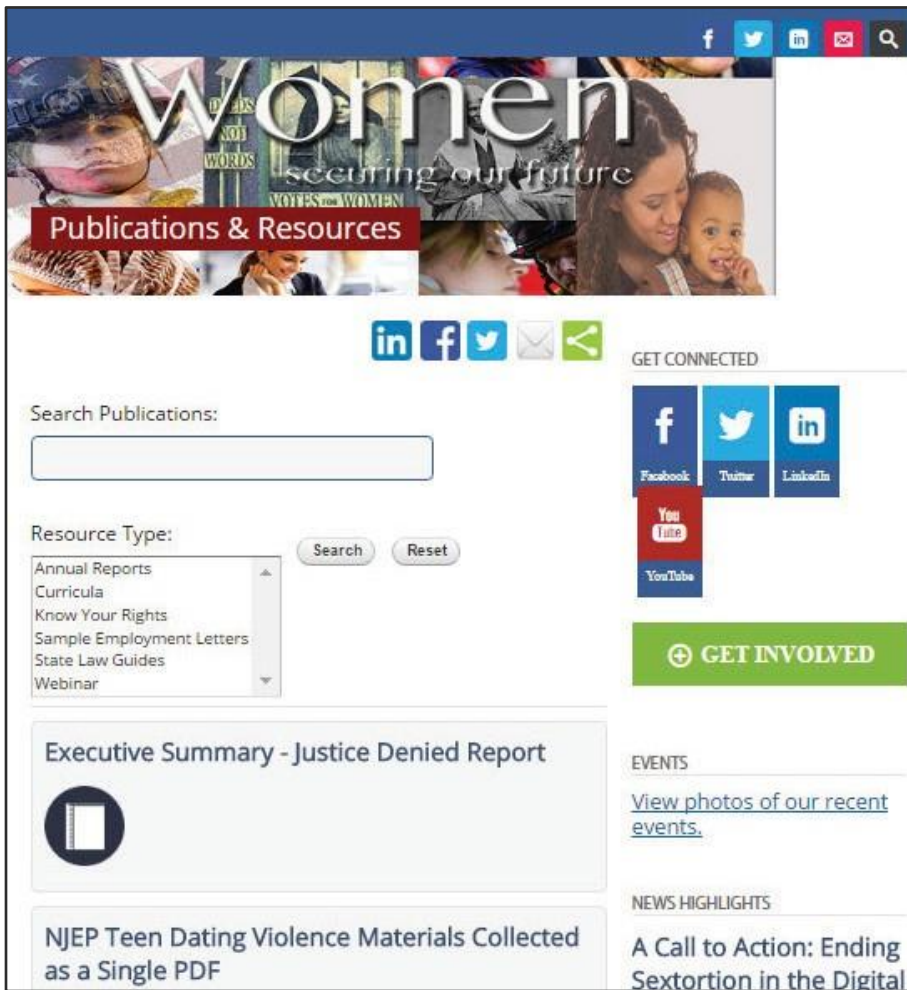 Women
DEEDS
NOT
WORDS
VOTES FOR WOMEN
securing our future
Publications & Resources
Search Publications:
Resource Type:
Search
Reset
Annual Reports
Curricula
Know Your Rights
Sample Employment Letters
State Law Guides
Webinar
Executive Summary - Justice Denied Report
NJEP Teen Dating Violence Materials Collected
as a Single PDF
GET CONNECTED
Facebook
Twitter
LinkedIn
You
Tube
YouTube
GET INVOLVED
EVENTS
View photos of our recent
events.
NEWS HIGHLIGHTS
A Call to Action: Ending
Sextortion in the Digital